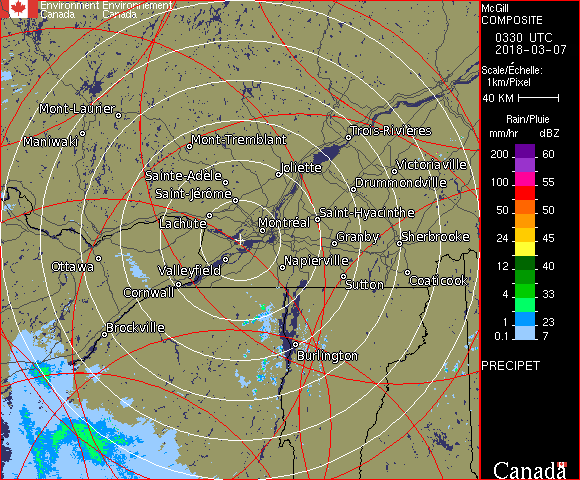 Environment Environnement
Canada Canada
McGill
COMPOSITE
0330 UTC
2018-03-07
Scale/Échelle:
1km/Pixel
40 KM
Rain/Pluie
mm/hr dBZ
200 60
150 57
100 55
50 50
24 45
12 40
4 33
1 23
0.1 7
PRECIPET
Mont-Laurier
Maniwaki
Mont-Tremblant
Trois-Rivières
Sainte-Adèle
Joliette
Victoriaville
Saint-Jérôme
Drummondville
Lachute
Montréal
Saint-Hyacinthe
Granby
Sherbrooke
Ottawa
Valleyfield
Napierville
Cornwall
Sutton
Coaticook
Brockville
Burlington
Canada